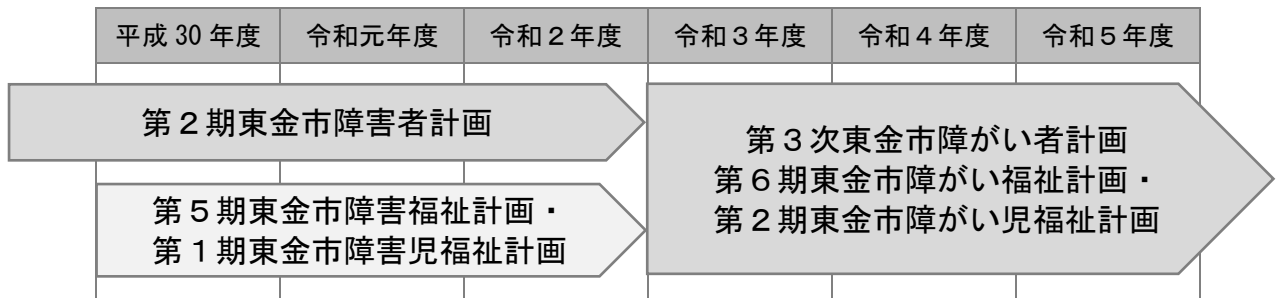 平成30年度 令和元年度 令和２年度 令和３年度 令和４年度 令和５年度
第２期東金市障害者計画
第５期東金市障害福祉計画・
第１期東金市障害児福祉計画
第３次東金市障がい者計画
第６期東金市障がい福祉計画・
第２期東金市障がい児福祉計画